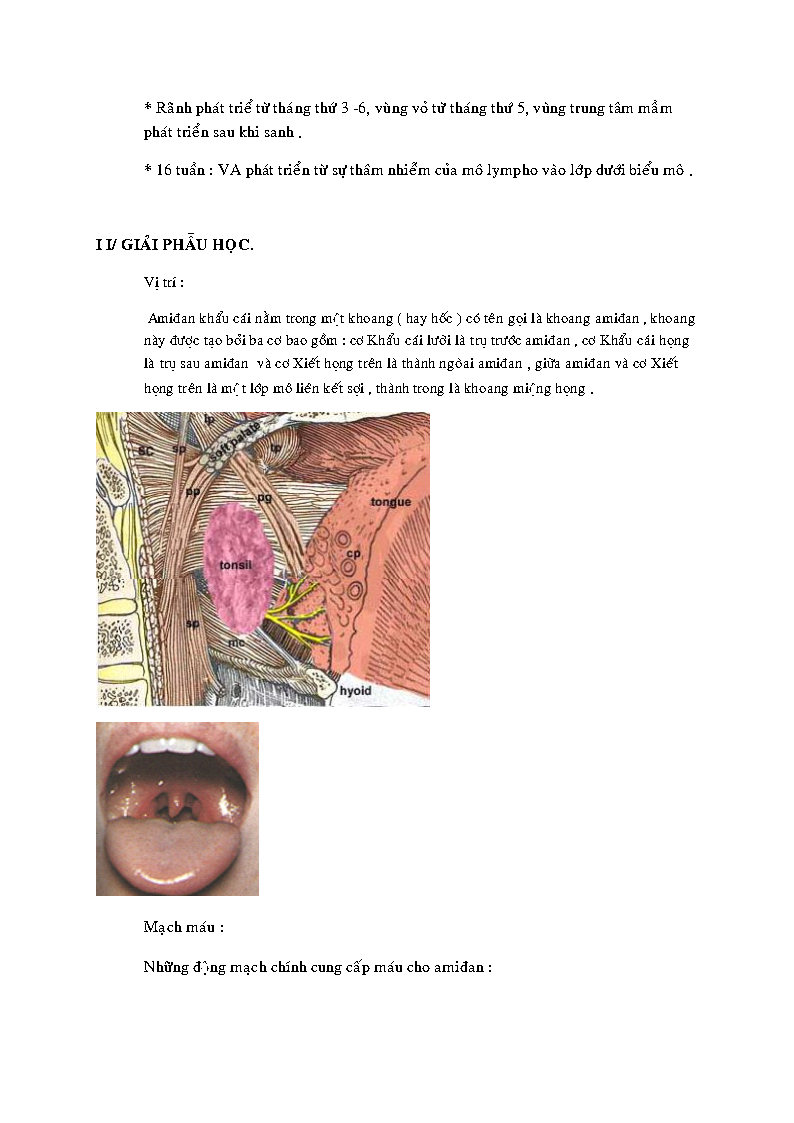 * Rãnh phát triể từ tháng thứ 3 -6, vùng vỏ từ tháng thư 5, vùng trung tâm mầm
phát triển sau khi sanh .
* 16 tuần : VA phát triển từ sự thâm nhiễm của mô lympho vào lớp dưới biểu mô .
I I/ GIẢI PHẪU HỌC.
Vị trí :
Amiđan khẩu cái nằm trong một khoang ( hay hốc ) có tên gọi là khoang amiđan , khoang
này được tạo bởi ba cơ bao gồm : cơ Khẩu cái lưỡi là trụ trước amiđan , cơ Khẩu cái họng
là trụ sau amiđan và cơ Xiết họng trên là thành ngòai amiđan , giữa amiđan và cơ Xiết
họng trên là một lớp mô liên kết sợi , thành trong là khoang miệng họng .
lp
soft palate
SC
sp
tp
pp
pg
tongue
cp
tonsil
sp
mc
hyoid
Mạch máu :
Những động mạch chính cung cấp máu cho amiđan :